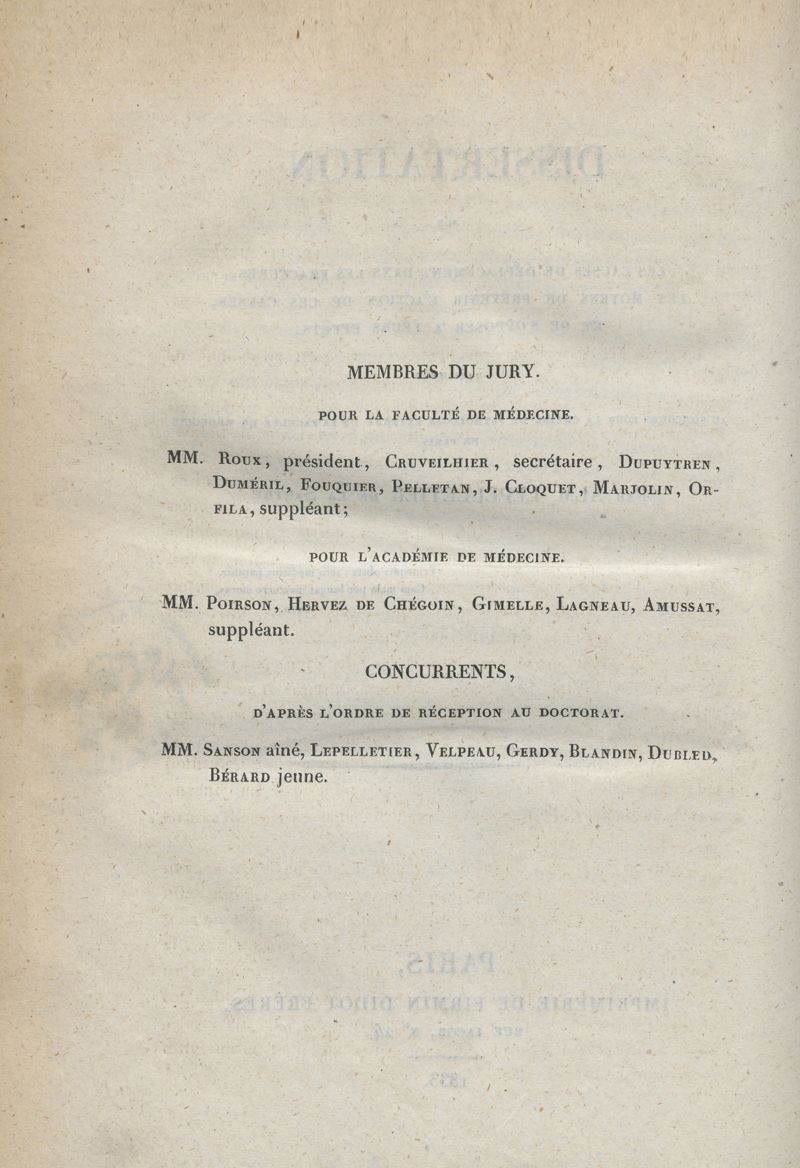 MEMBRES DU JURY.
POUR LA FACULTÉ DE MÉDECINE.
MM. ROUX, président, CRUVEILHIER, secrétaire, DUPUYTREN,
DUMÉRIL, FOUQUIER, PELLETAN, J. CLOQUET, MARJOLIN, OR-
FILA, suppléant;
POUR L'ACADÉMIE DE MÉDECINE.
MM. POIRSON, HERVEZ DE CHÉGOIN, GIMELLE, LAGNEAU, AMUSSAT,
suppléant.
CONCURRENTS,
D'APRÈS L'ORDRE DE RÉCEPTION AU DOCTORAT.
MM. SANSON aîné, LEPELLETIER, VELPEAU, GERDY, BLANDIN, DUBLED,
BÉRARD jeune.